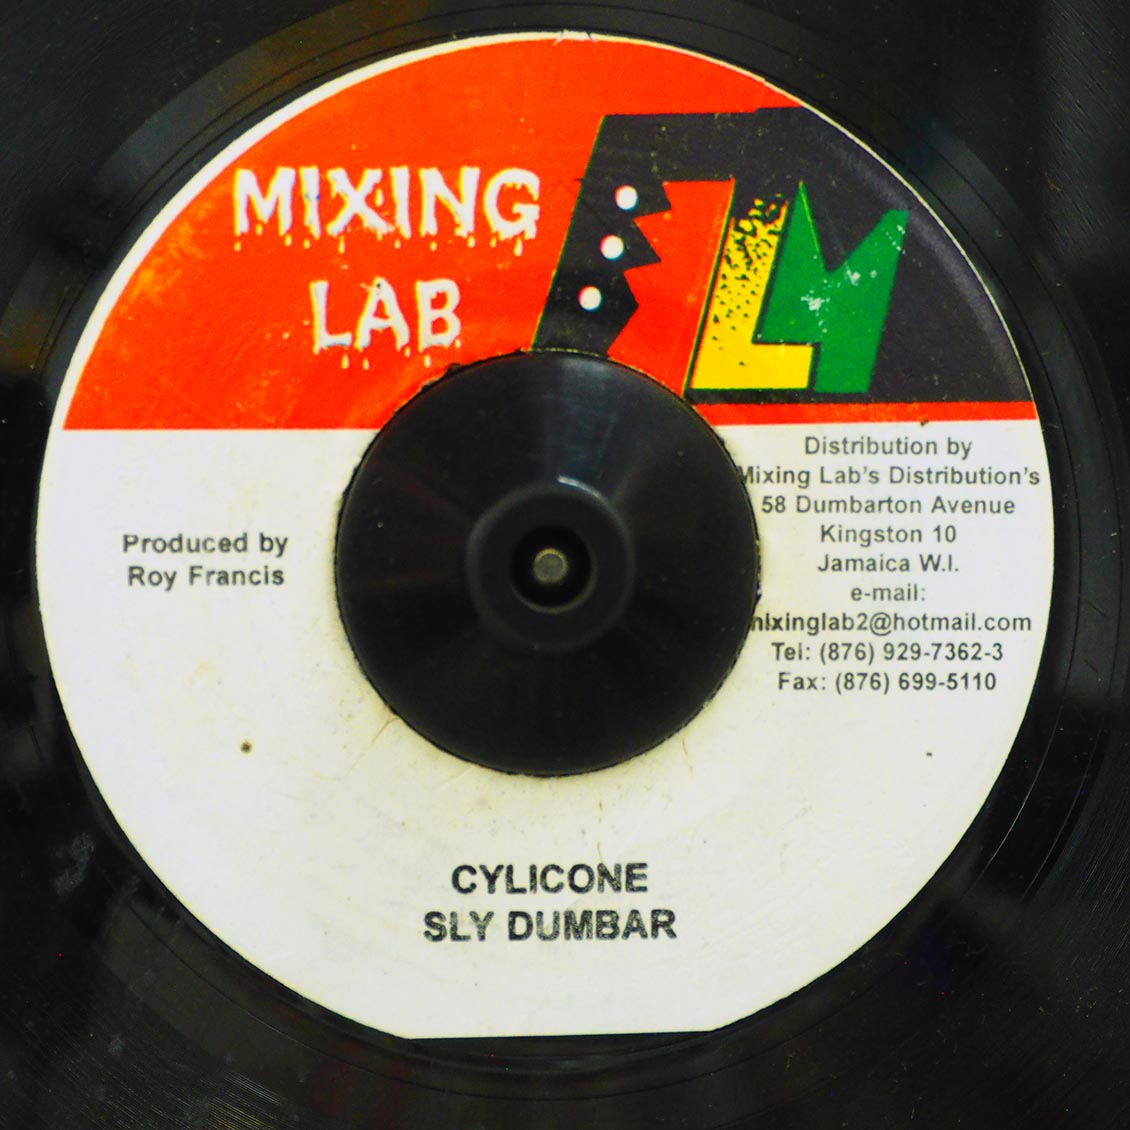 MIXING
LAB
LM
Distribution by
Mixing Lab's Distribution's
58 Dumbarton Avenue
Kingston 10
Jamaica W.I.
e-mail:
mixinglab2@hotmail.com
Tel: (876) 929-7362-3
Fax: (876) 699-5110
Produced by
Roy Francis
CYLICONE
SLY DUMBAR